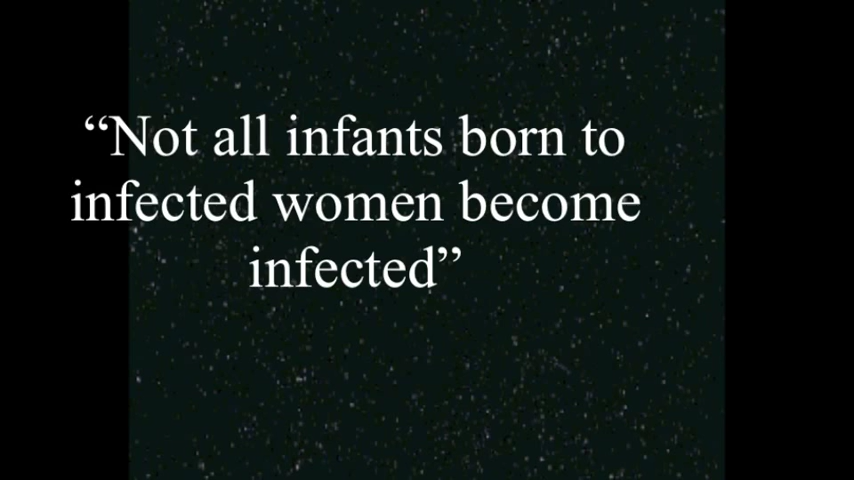 “Not all infants born to
infected women become
infected”